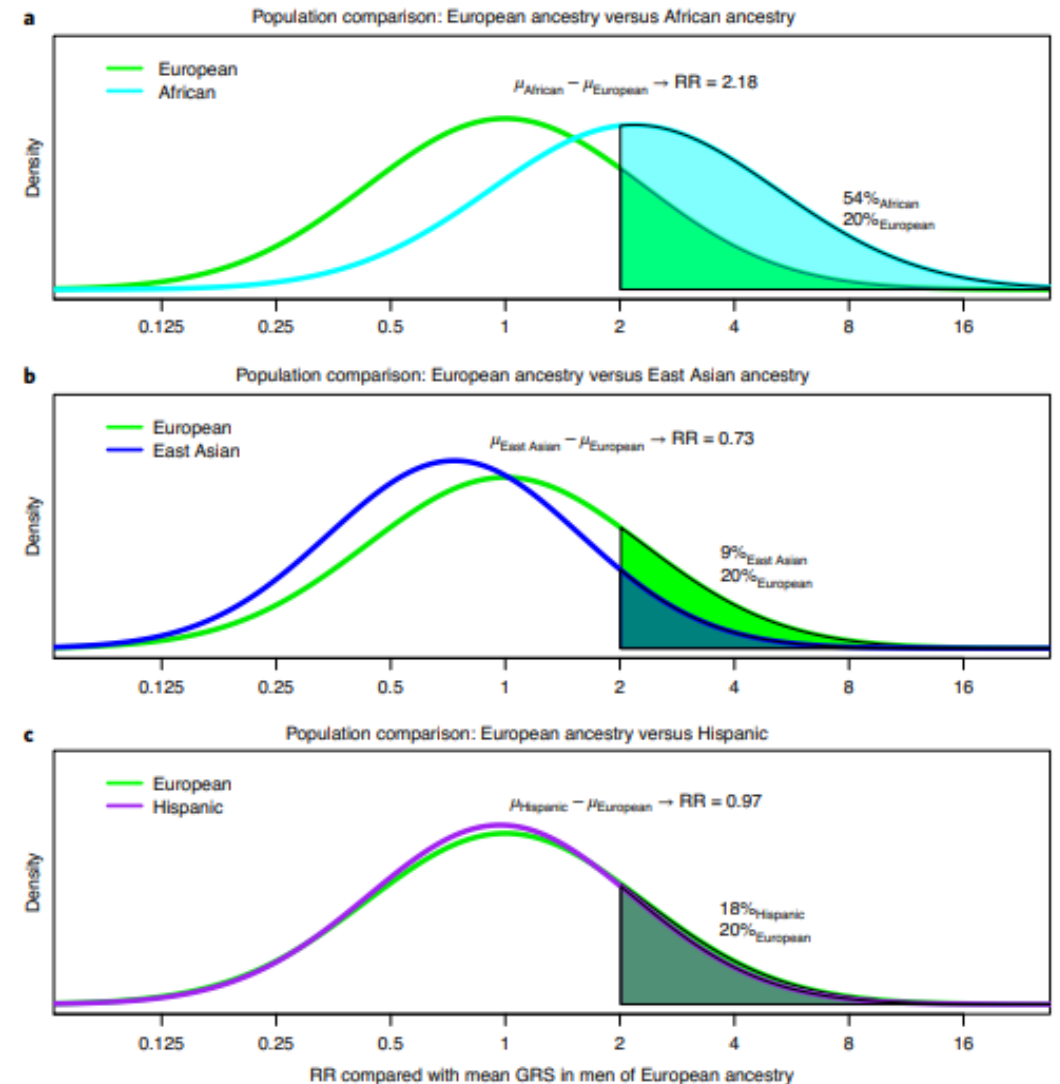 a
Population comparison: European ancestry versus African ancestry
European
African
μAfrican − μEuropean → RR = 2.18
Density
54%African
20%European
0.125 0.25 0.5 1 2 4 8 16
b
Population comparison: European ancestry versus East Asian ancestry
European
East Asian
μEast Asian − μEuropean → RR = 0.73
Density
9%East Asian
20%European
0.125 0.25 0.5 1 2 4 8 16
c
Population comparison: European ancestry versus Hispanic
European
Hispanic
μHispanic − μEuropean → RR = 0.97
Density
18%Hispanic
20%European
0.125 0.25 0.5 1 2 4 8 16
RR compared with mean GRS in men of European ancestry